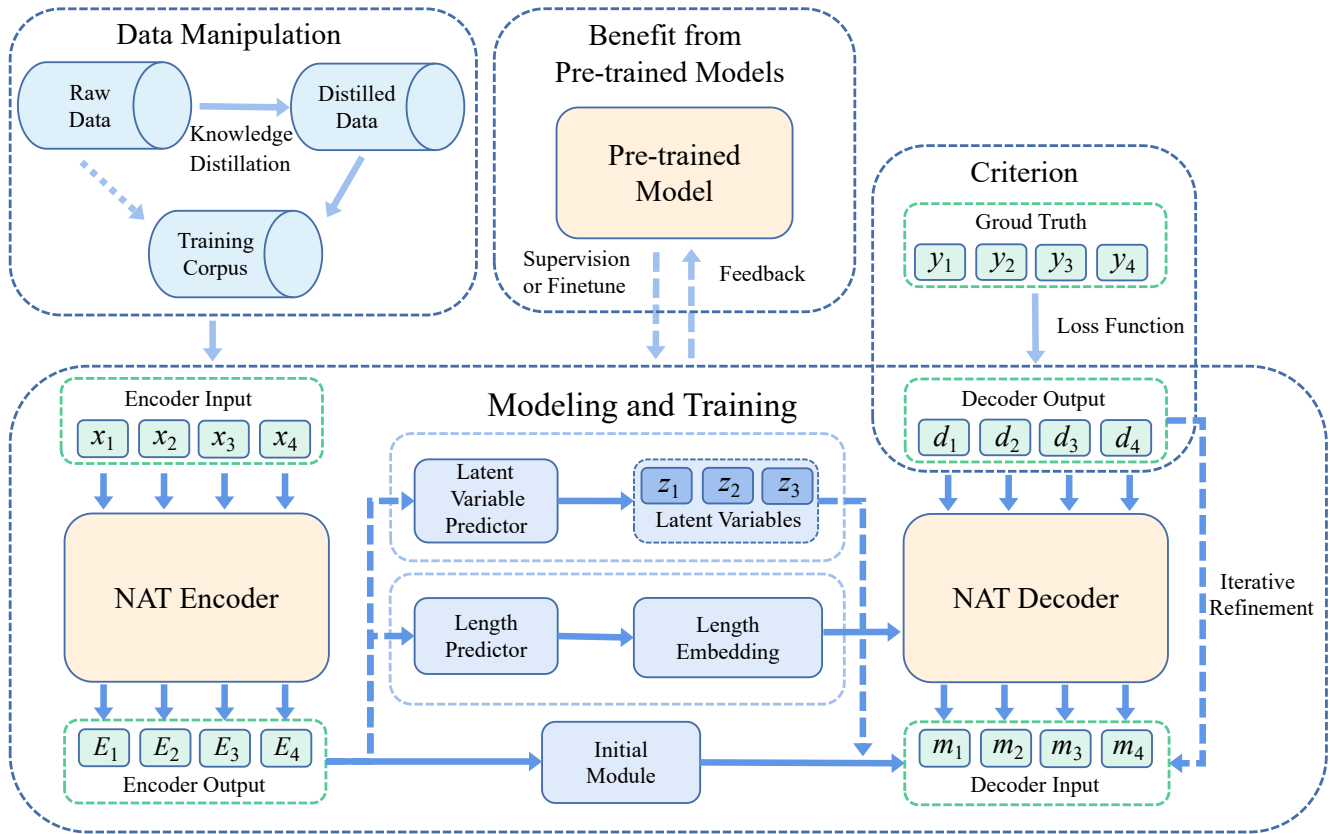 Data Manipulation
Raw
Data
Knowledge
Distillation
Distilled
Data
Training
Corpus
Benefit from
Pre-trained Models
Pre-trained
Model
Supervision
or Finetune
Feedback
Criterion
Groud Truth
y1 y2 y3 y4
Loss Function
Modeling and Training
Encoder Input
x1 x2 x3 x4
NAT Encoder
E1 E2 E3 E4
Encoder Output
Latent
Variable
Predictor
z1 z2 z3
Latent Variables
Length
Predictor
Length
Embedding
Initial
Module
Decoder Output
d1 d2 d3 d4
NAT Decoder
Iterative
Refinement
m1 m2 m3 m4
Decoder Input